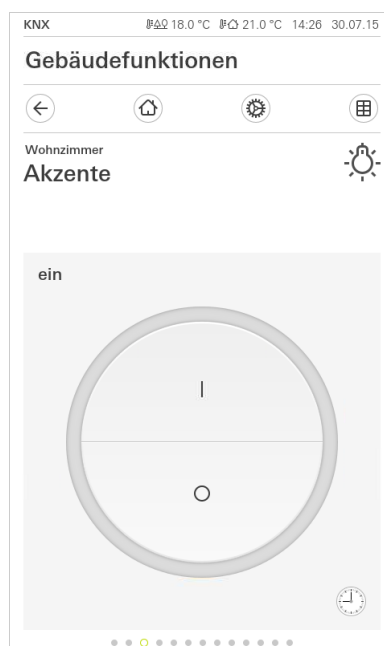 KNX 18.0 °C 21.0 °C 14:26 30.07.15
Gebäudefunktionen
Wohnzimmer
Akzente
ein
I
O